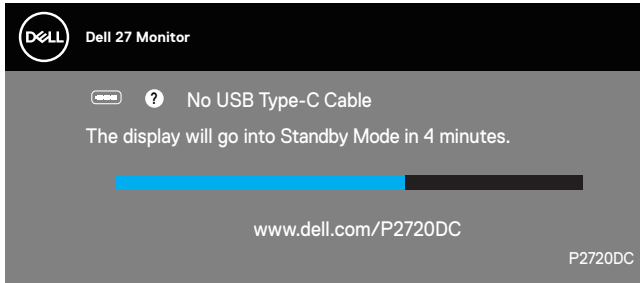 DELL
Dell 27 Monitor
? No USB Type-C Cable
The display will go into Standby Mode in 4 minutes.
www.dell.com/P2720DC
P2720DC